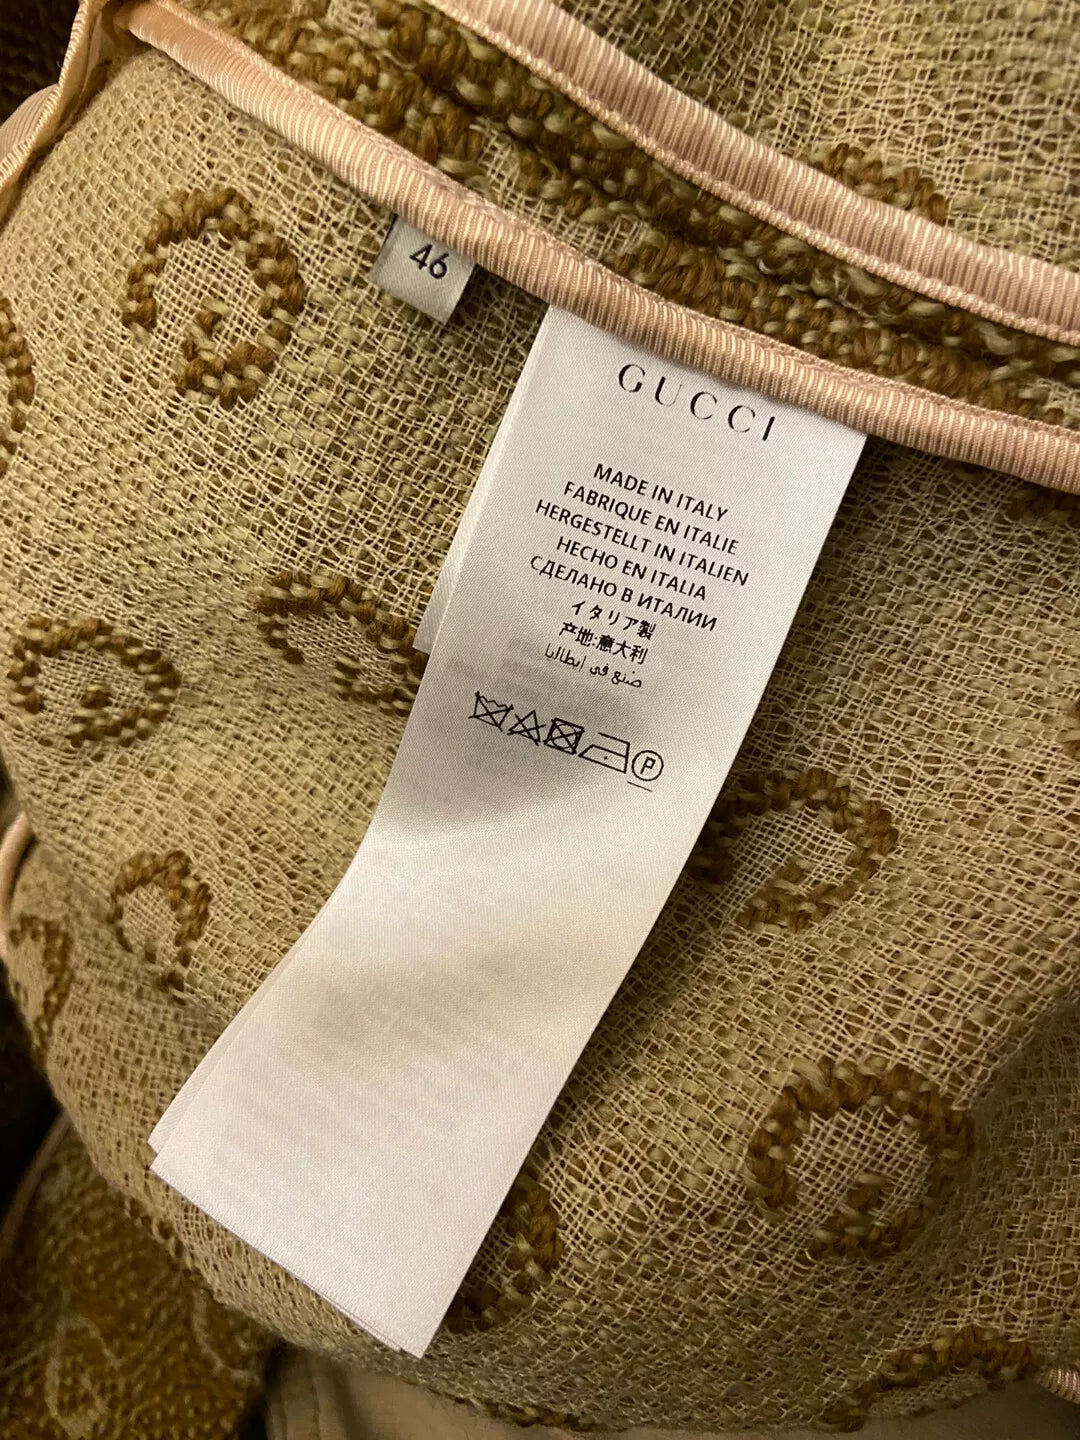 46
GUCCI
MADE IN ITALY
FABRIQUE EN ITALIE
HERGESTELLT IN ITALIEN
HECHO EN ITALIA
СДЕЛАНО В ИТАЛИИ
イタリア製
产地:意大利
صنع في إيطاليا
P